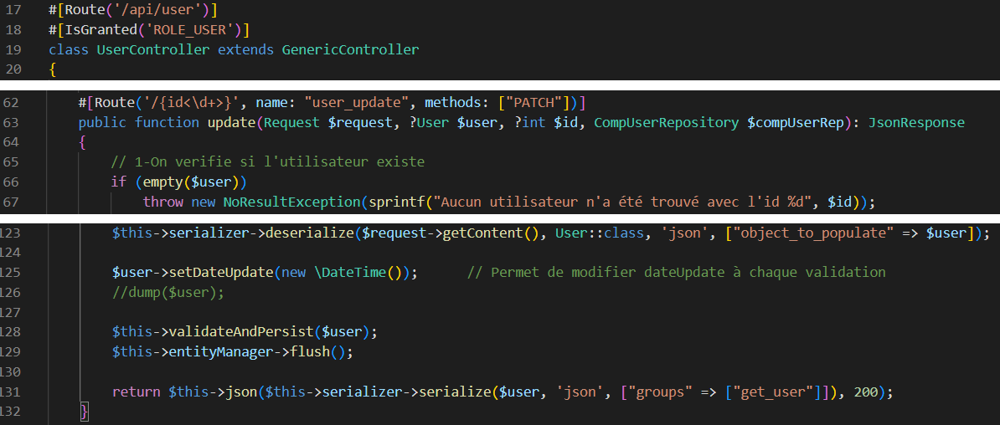 17 #[Route('/api/user')]
18 #[IsGranted('ROLE_USER')]
19 class UserController extends GenericController
20 {
62 #[Route('/{id<\d+>}', name: "user_update", methods: ["PATCH"])]
63 public function update(Request $request, ?User $user, ?int $id, CompUserRepository $compUserRep): JsonResponse
64 {
65 // 1-On verifie si l'utilisateur existe
66 if (empty($user))
67 throw new NoResultException(sprintf("Aucun utilisateur n'a été trouvé avec l'id %d", $id));
123 $this->serializer->deserialize($request->getContent(), User::class, 'json', ["object_to_populate" => $user]);
124
125 $user->setDateUpdate(new \DateTime()); // Permet de modifier dateUpdate à chaque validation
126 //dump($user);
127
128 $this->validateAndPersist($user);
129 $this->entityManager->flush();
130
131 return $this->json($this->serializer->serialize($user, 'json', ["groups" => ["get_user"]]), 200);
132 }